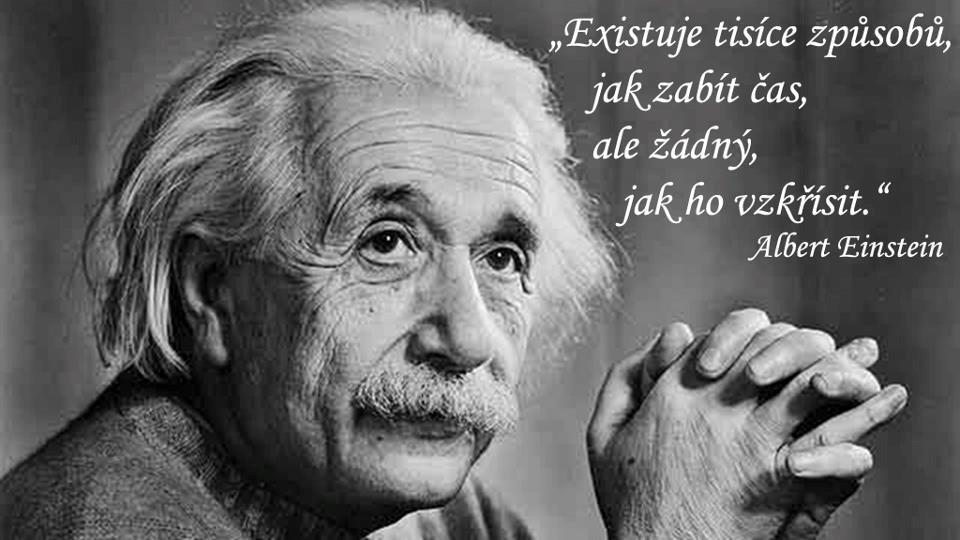 „Existuje tisíce způsobů,
jak zabít čas,
ale žádný,
jak ho vzkřísit.“
Albert Einstein